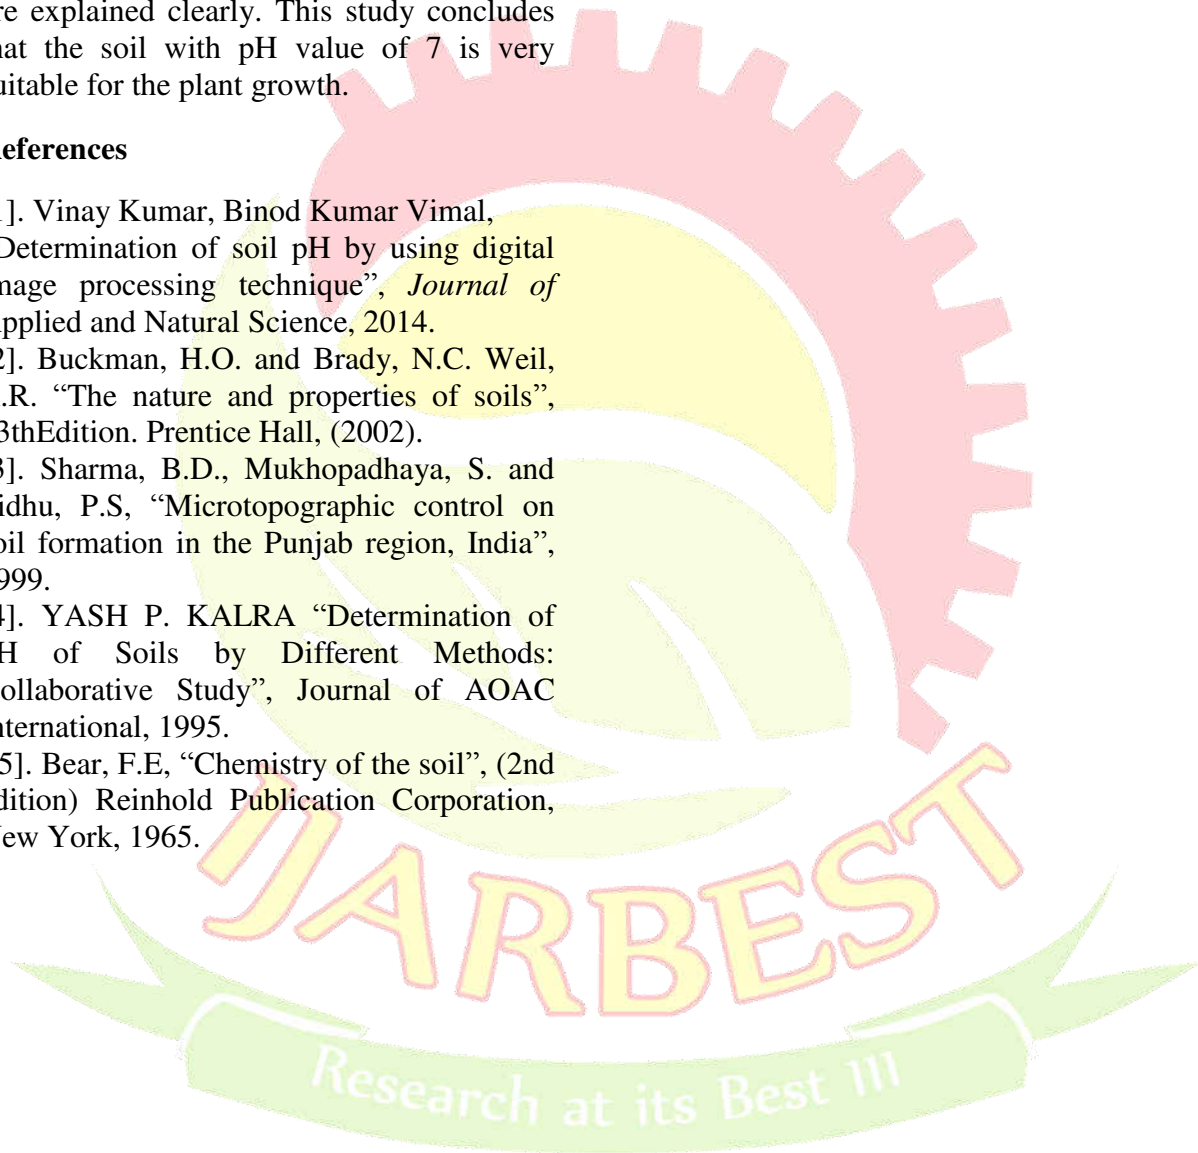 re explained clearly. This study concludes
hat the soil with pH value of 7 is very
uitable for the plant growth.
eferences
]. Vinay Kumar, Binod Kumar Vimal,
Determination of soil pH by using digital
mage processing technique”, Journal of
pplied and Natural Science, 2014.
2]. Buckman, H.O. and Brady, N.C. Weil,
.R. “The nature and properties of soils”,
3thEdition. Prentice Hall, (2002).
3]. Sharma, B.D., Mukhopadhaya, S. and
idhu, P.S, “Microtopographic control on
oil formation in the Punjab region, India”,
999.
4]. YASH P. KALRA “Determination of
H of Soils by Different Methods:
ollaborative Study”, Journal of AOAC
nternational, 1995.
5]. Bear, F.E, “Chemistry of the soil”, (2nd
dition) Reinhold Publication Corporation,
New York, 1965.
IJARBEST
Research at its Best !!!